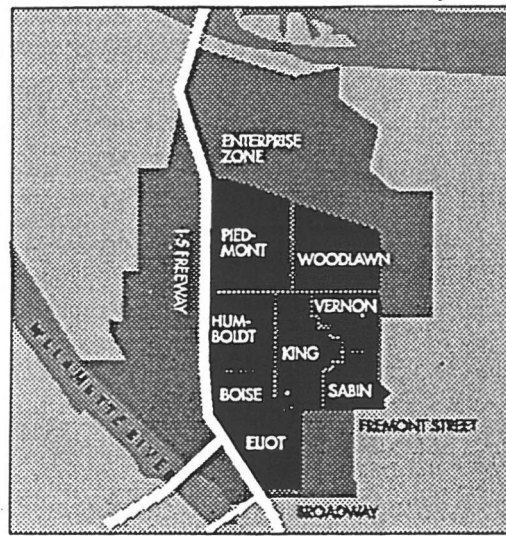 ENTERPRISE
ZONE
I-5 FREEWAY
PIED-
MONT
WOODLAWN
VERNON
HUM-
BOLDT
KING
BOISE
SABIN
FREMONT STREET
ELIOT
WILLAMETTE RIVER
BROADWAY